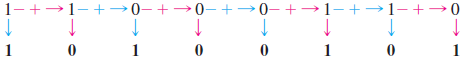 1 − + → 1 − + → 0 − + → 0 − + → 0 − + → 1 − + → 1 − + → 0
↓ ↓ ↓ ↓ ↓ ↓ ↓ ↓
1 0 1 0 0 1 0 1